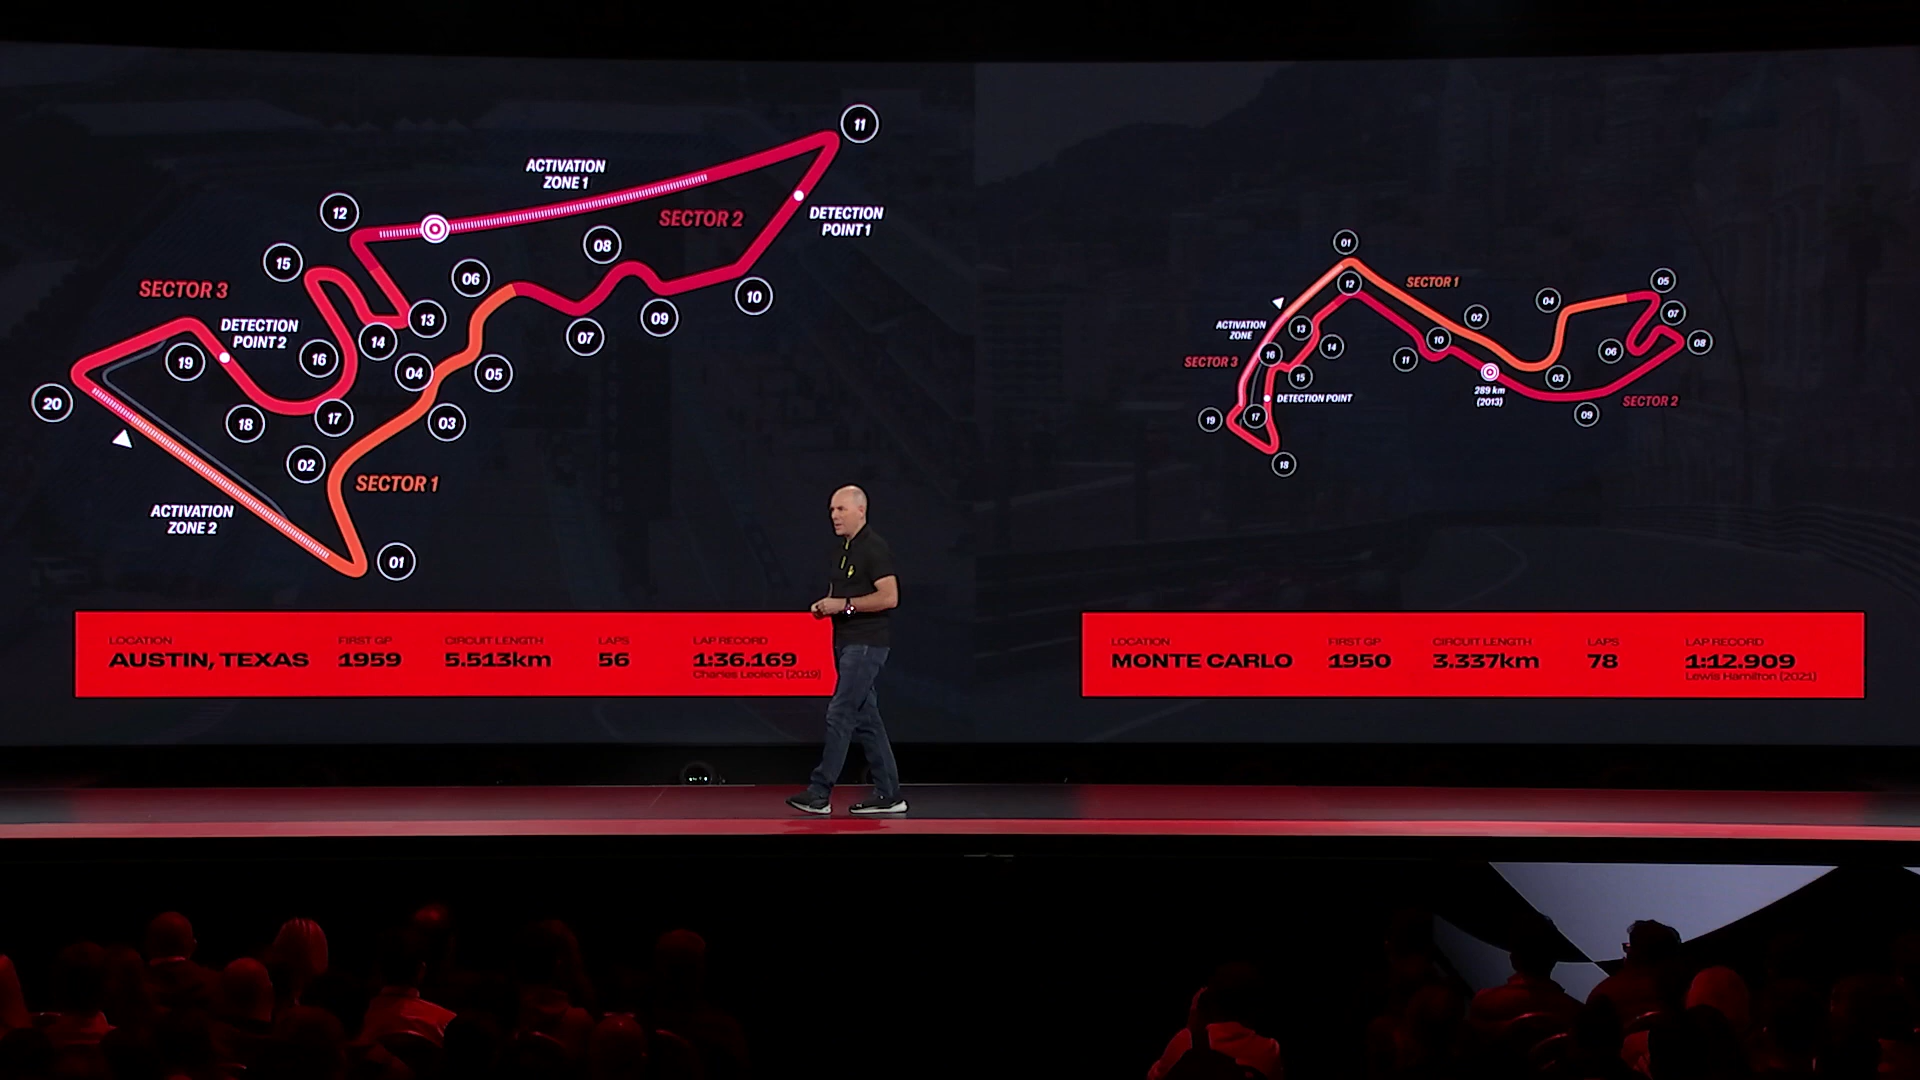 11
ACTIVATION
ZONE 1
12
SECTOR 2
DETECTION
POINT 1
08
15
06
SECTOR 3
10
DETECTION
POINT 2
13
09
07
14
16
19
04
05
20
17
18
03
02
SECTOR 1
ACTIVATION
ZONE 2
01
LOCATION
AUSTIN, TEXAS
FIRST GP
1959
CIRCUIT LENGTH
5.513km
LAPS
56
LAP RECORD
1:36.169
Charles Leclerc (2019)
01
SECTOR 1
12
05
04
02
07
ACTIVATION
ZONE
13
10
08
14
06
SECTOR 3
16
11
15
03
289 km
(2013)
DETECTION POINT
SECTOR 2
19
17
09
18
LOCATION
MONTE CARLO
FIRST GP
1950
CIRCUIT LENGTH
3.337km
LAPS
78
LAP RECORD
1:12.909
Lewis Hamilton (2021)